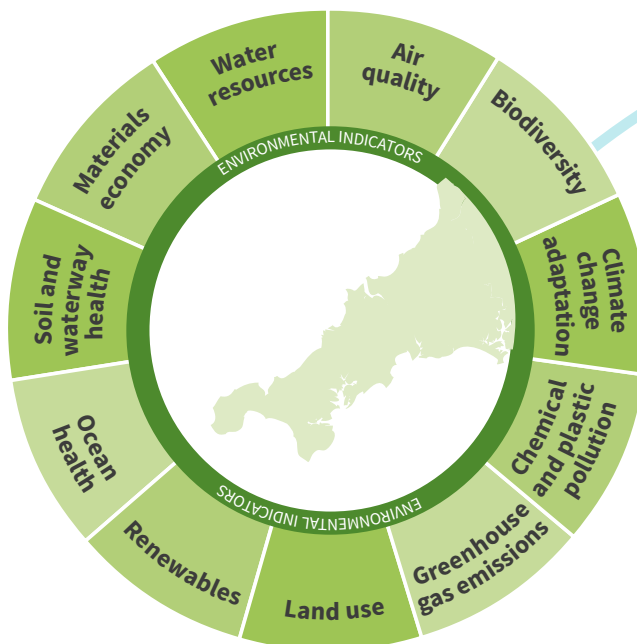 Water
resources
Air
quality
Biodiversity
Climate
change
adaptation
Chemical
and plastic
pollution
Greenhouse
gas emissions
Land use
Renewables
Ocean
health
Soil and
waterway
health
Materials
economy
ENVIRONMENTAL INDICATORS
ENVIRONMENTAL INDICATORS